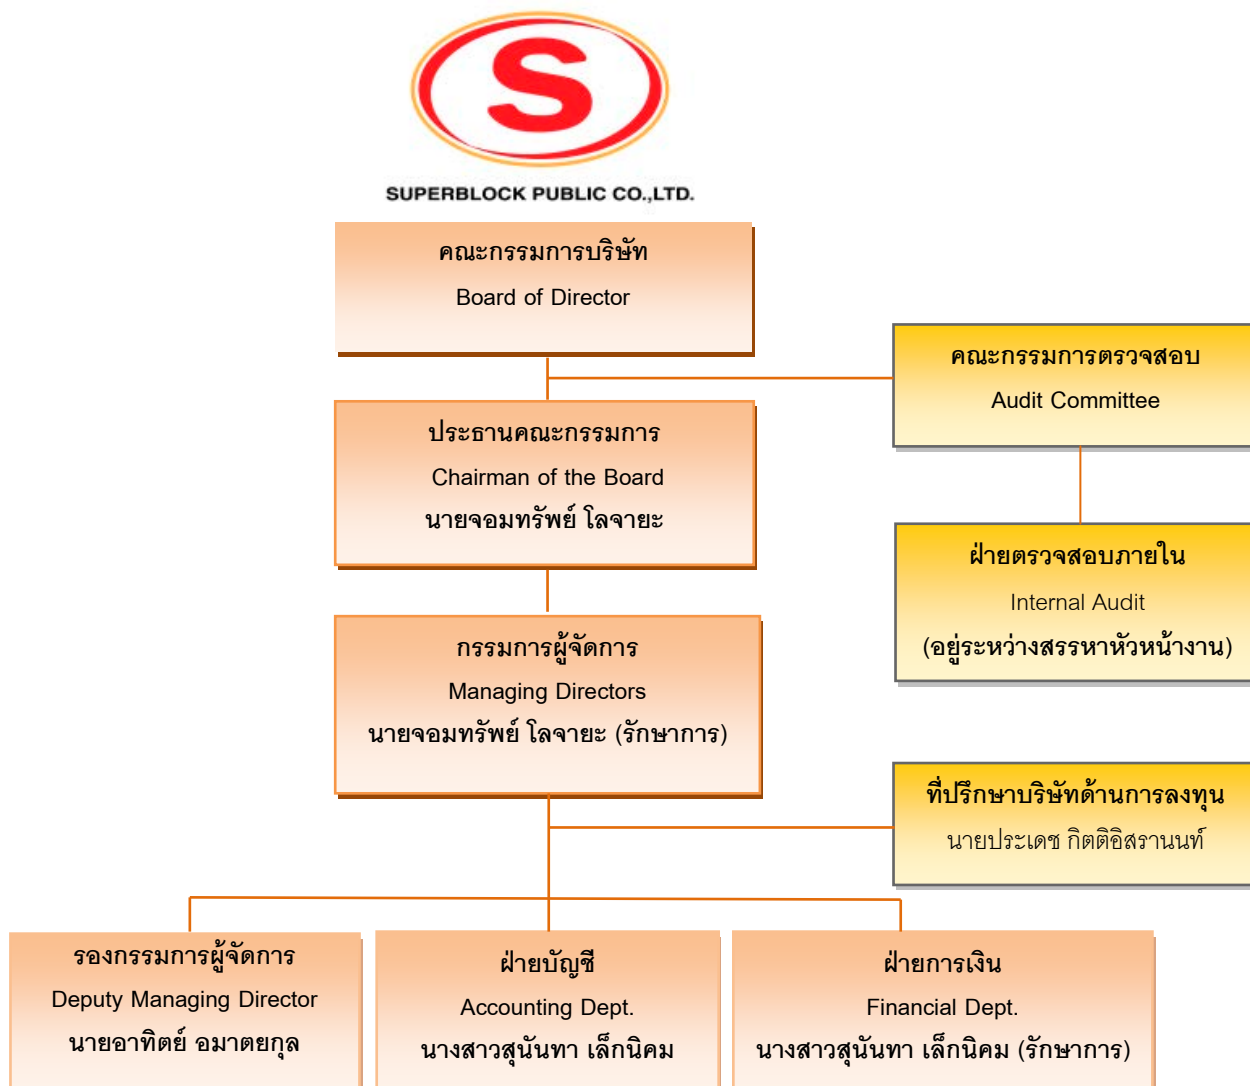 S
SUPERBLOCK PUBLIC CO.,LTD.
คณะกรรมการบริษัท
Board of Director
คณะกรรมการตรวจสอบ
Audit Committee
ประธานคณะกรรมการ
Chairman of the Board
นายจอมทรัพย์ โลจายะ
ฝ่ายตรวจสอบภายใน
Internal Audit
(อยู่ระหว่างสรรหาหัวหน้างาน)
กรรมการผู้จัดการ
Managing Directors
นายจอมทรัพย์ โลจายะ (รักษาการ)
ที่ปรึกษาบริษัทด้านการลงทุน
นายประเดช กิตติอิสรานนท์
รองกรรมการผู้จัดการ
Deputy Managing Director
นายอาทิตย์ อมาตยกุล
ฝ่ายบัญชี
Accounting Dept.
นางสาวสุนันทา เล็กนิคม
ฝ่ายการเงิน
Financial Dept.
นางสาวสุนันทา เล็กนิคม (รักษาการ)